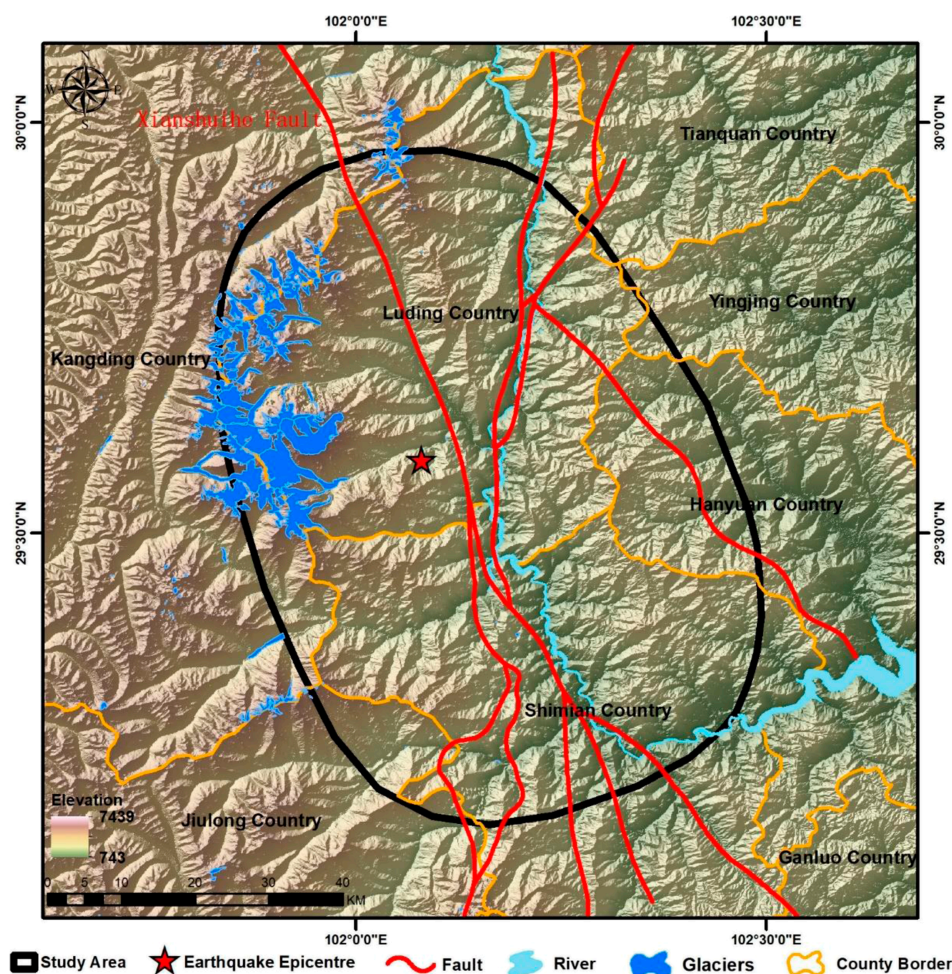 102°0'0"E 102°30'0"E
N
W E
S
Xianshuihe Fault
30°0'0"N 30°0'0"N
Tianquan Country
Yingjing Country
Luding Country
Kangding Country
Hanyuan Country
29°30'0"N 29°30'0"N
Shimian Country
Elevation
7439
Jiulong Country
743
Ganluo Country
0 5 10 20 30 40
KM
102°0'0"E 102°30'0"E
Study Area Earthquake Epicentre Fault River Glaciers County Border